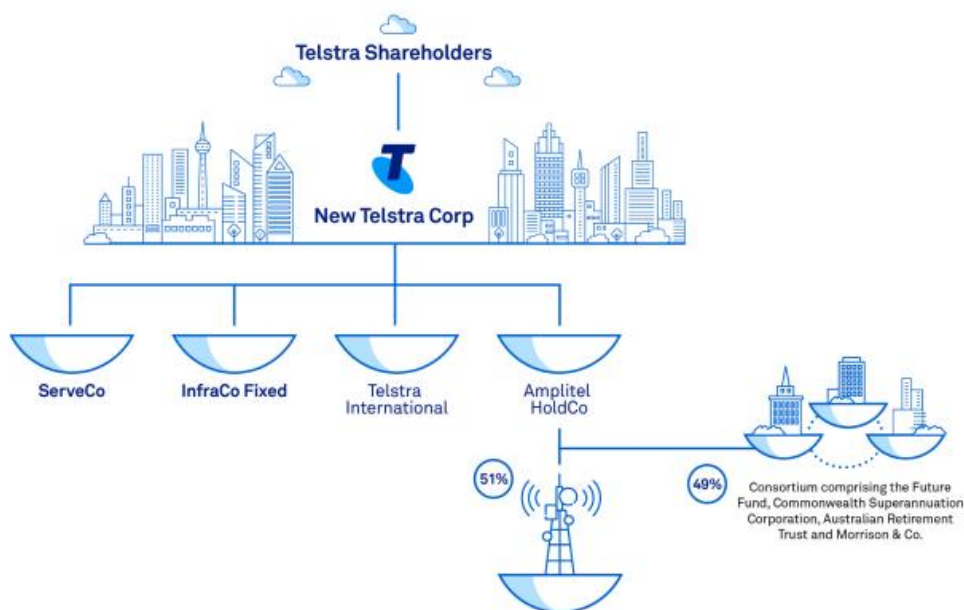 Telstra Shareholders
T
New Telstra Corp
ServeCo
InfraCo Fixed
Telstra
International
Amplitel
HoldCo
51%
49%
Consortium comprising the Future
Fund, Commonwealth Superannuation
Corporation, Australian Retirement
Trust and Morrison & Co.